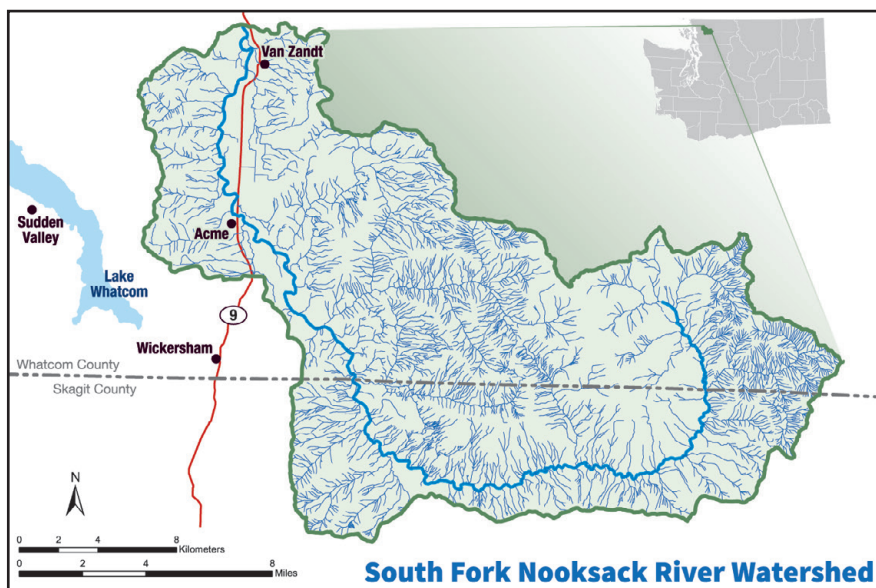 Van Zandt
Sudden
Valley
Acme
Lake
Whatcom
9
Wickersham
Whatcom County
Skagit County
N
0 2 4 8
Kilometers
0 2 4 8
Miles
South Fork Nooksack River Watershed